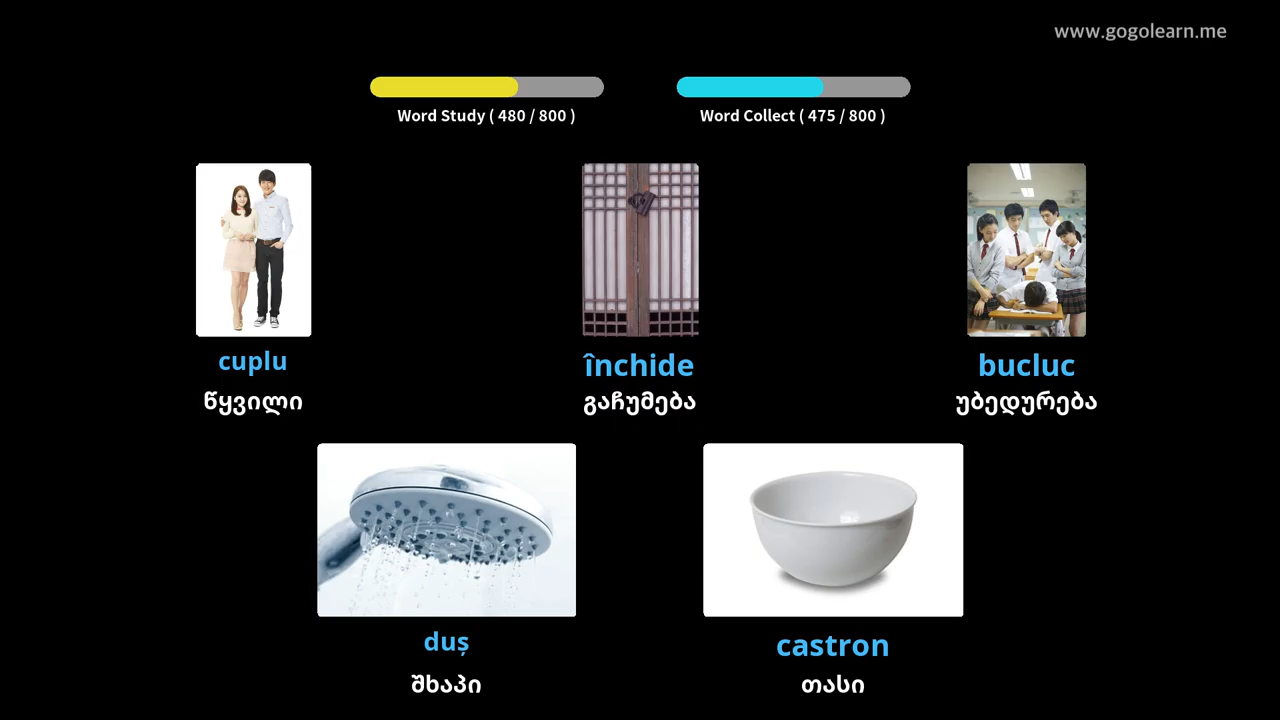 www.gogolearn.me
Word Study ( 480 / 800 )
Word Collect ( 475 / 800 )
cuplu
წყვილი
închide
გაჩუმება
bucluc
უბედურება
duș
შხაპი
castron
თასი